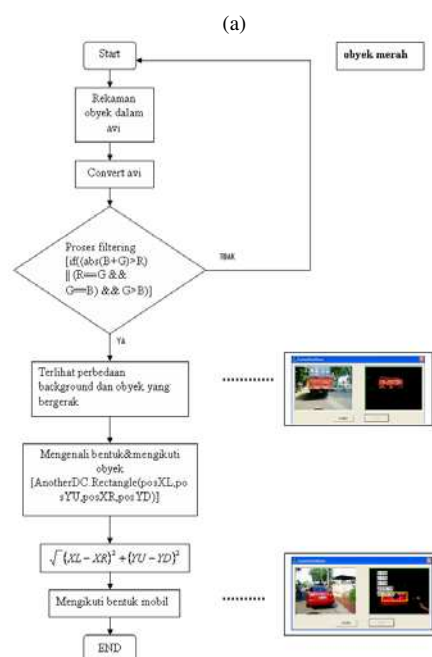 (a)
Start
obyek merah
Rekaman
obyek dalam
avi
Convert avi
Proses filtering
[if((abs(B+G)>R)
|| (R==G &&
G==B) && G>B)]
TIDAK
YA
Terlihat perbedaan
background dan obyek yang
bergerak
Mengenali bentuk&mengikuti
obyek
[AnotherDC.Rectangle(posXL,po
sYU,posXR,posYD)]
√(XL-XR)²+(YU-YD)²
Mengikuti bentuk mobil
END